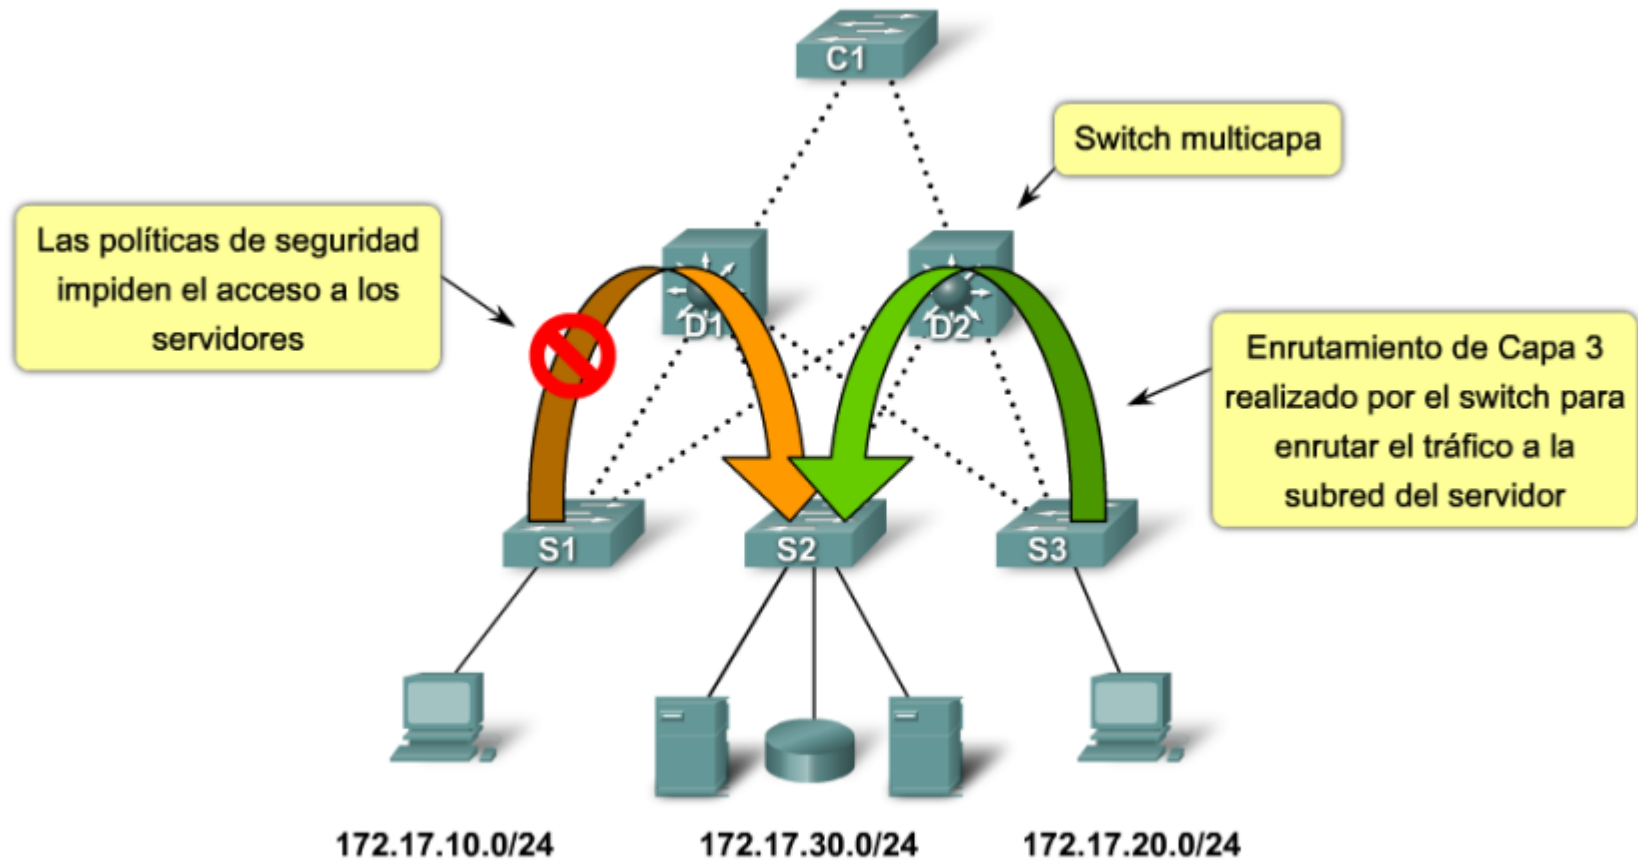 C1
Switch multicapa
Las políticas de seguridad
impiden el acceso a los
servidores
D1
D2
Enrutamiento de Capa 3
realizado por el switch para
enrutar el tráfico a la
subred del servidor
S1
S2
S3
172.17.10.0/24
172.17.30.0/24
172.17.20.0/24